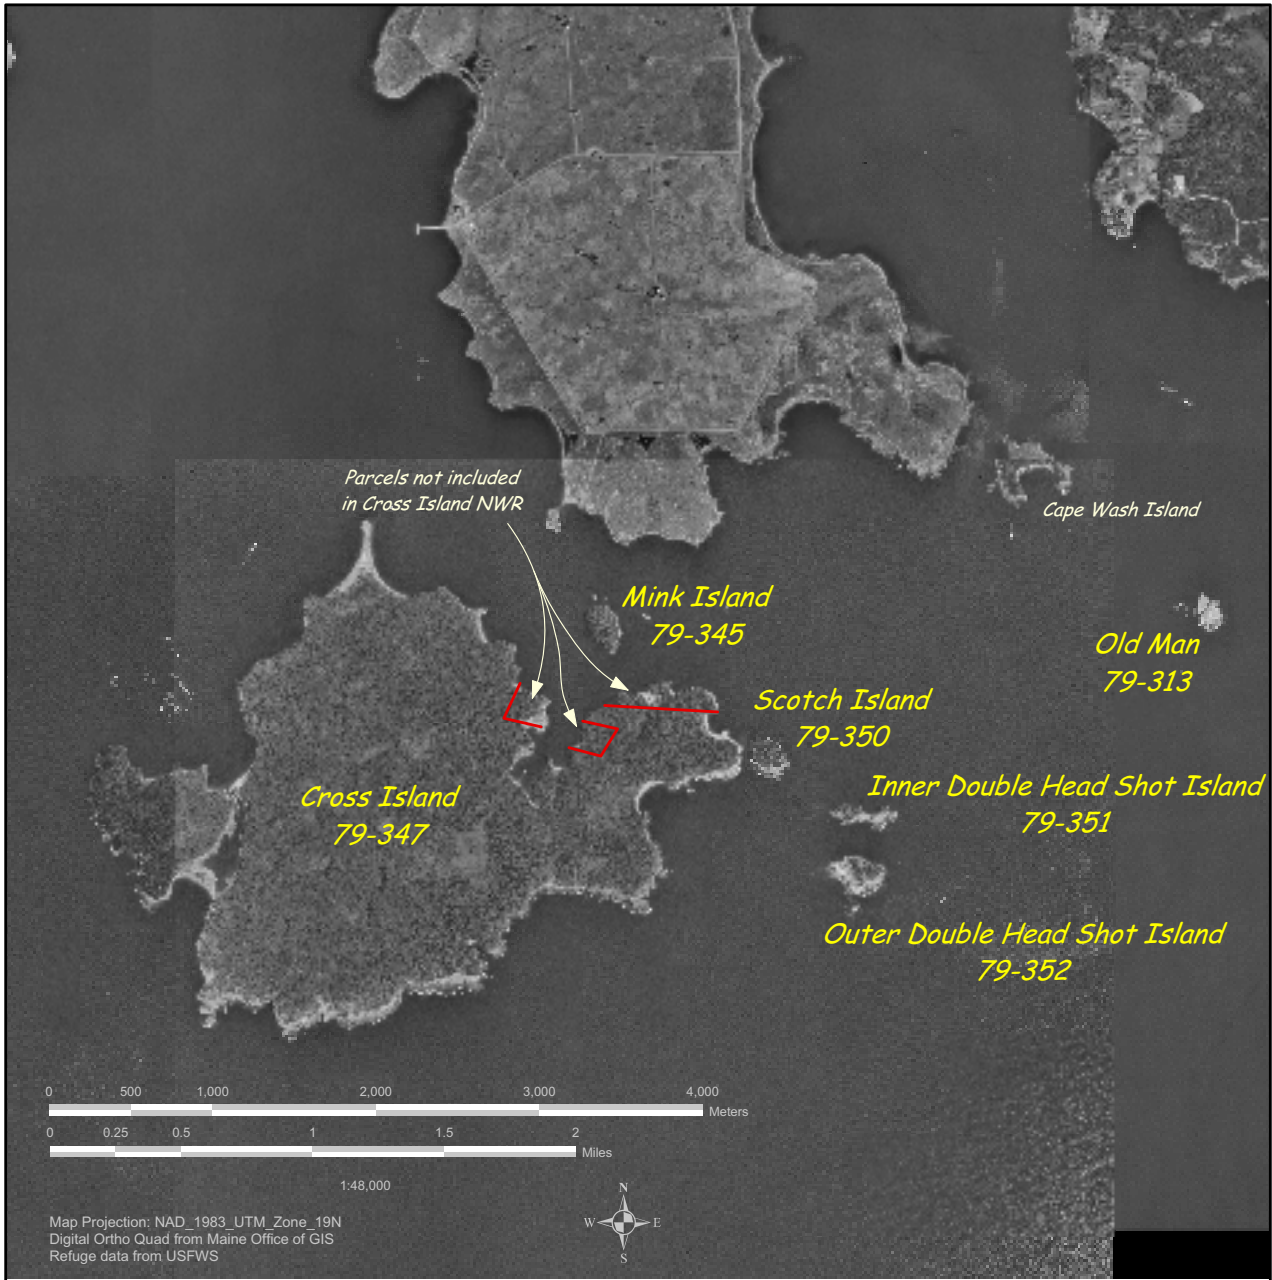 Parcels not included
in Cross Island NWR
Cape Wash Island
Mink Island
79-345
Old Man
79-313
Scotch Island
79-350
Inner Double Head Shot Island
79-351
Cross Island
79-347
Outer Double Head Shot Island
79-352
0 500 1,000 2,000 3,000 4,000
Meters
0 0.25 0.5 1 1.5 2
Miles
1:48,000
N
W E
S
Map Projection: NAD_1983_UTM_Zone_19N
Digital Ortho Quad from Maine Office of GIS
Refuge data from USFWS